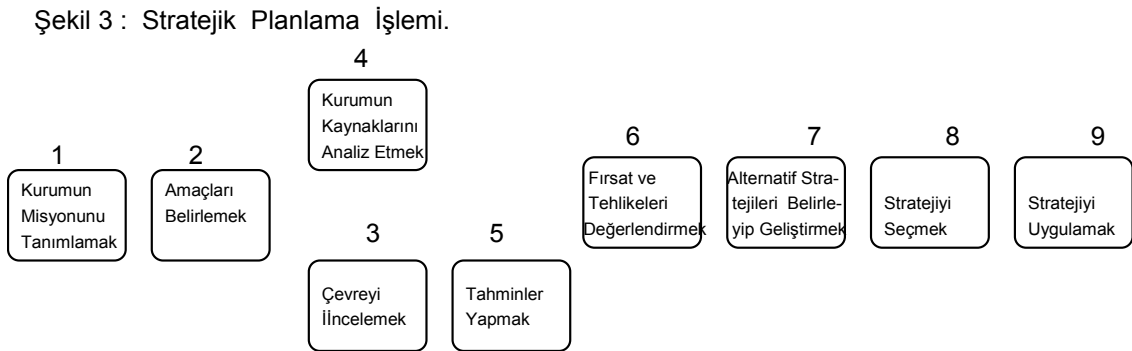 Şekil 3 : Stratejik Planlama İşlemi.
4
Kurumun
Kaynaklarını
Analiz Etmek
1
Kurumun
Misyonunu
Tanımlamak
2
Amaçları
Belirlemek
3
Çevreyi
İİncelemek
5
Tahminler
Yapmak
6
Fırsat ve
Tehlikeleri
Değerlendirmek
7
Alternatif Stra-
tejileri Belirle-
yip Geliştirmek
8
Stratejiyi
Seçmek
9
Stratejiyi
Uygulamak